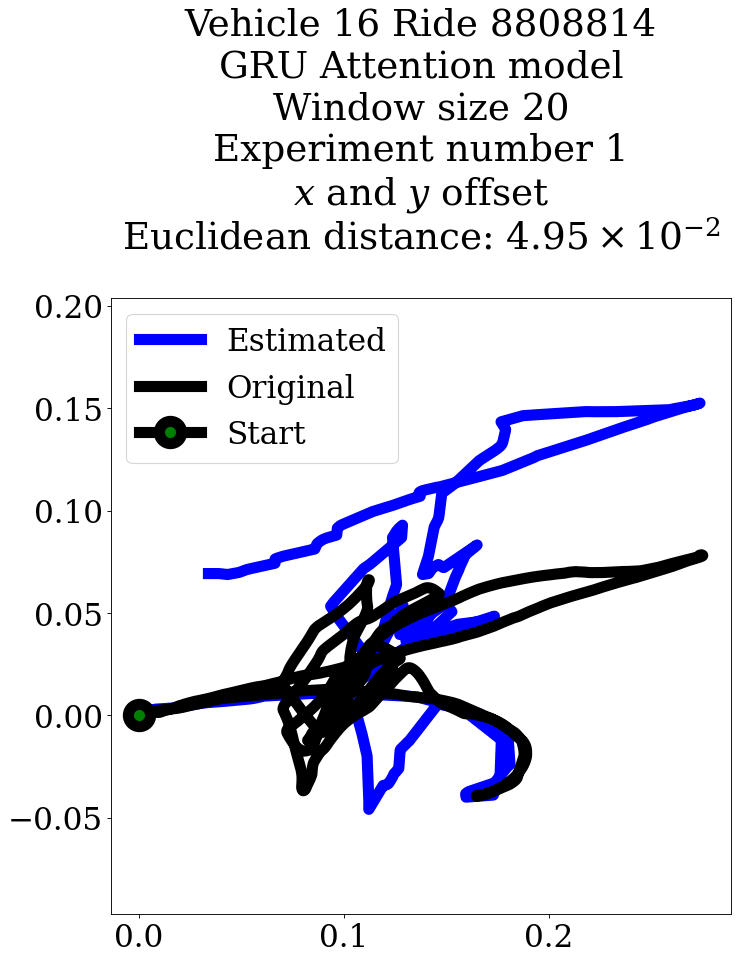 Vehicle 16 Ride 8808814
GRU Attention model
Window size 20
Experiment number 1
x and y offset
Euclidean distance: 4.95 × 10⁻²
Estimated
Original
Start
0.20
0.15
0.10
0.05
0.00
−0.05
0.0 0.1 0.2